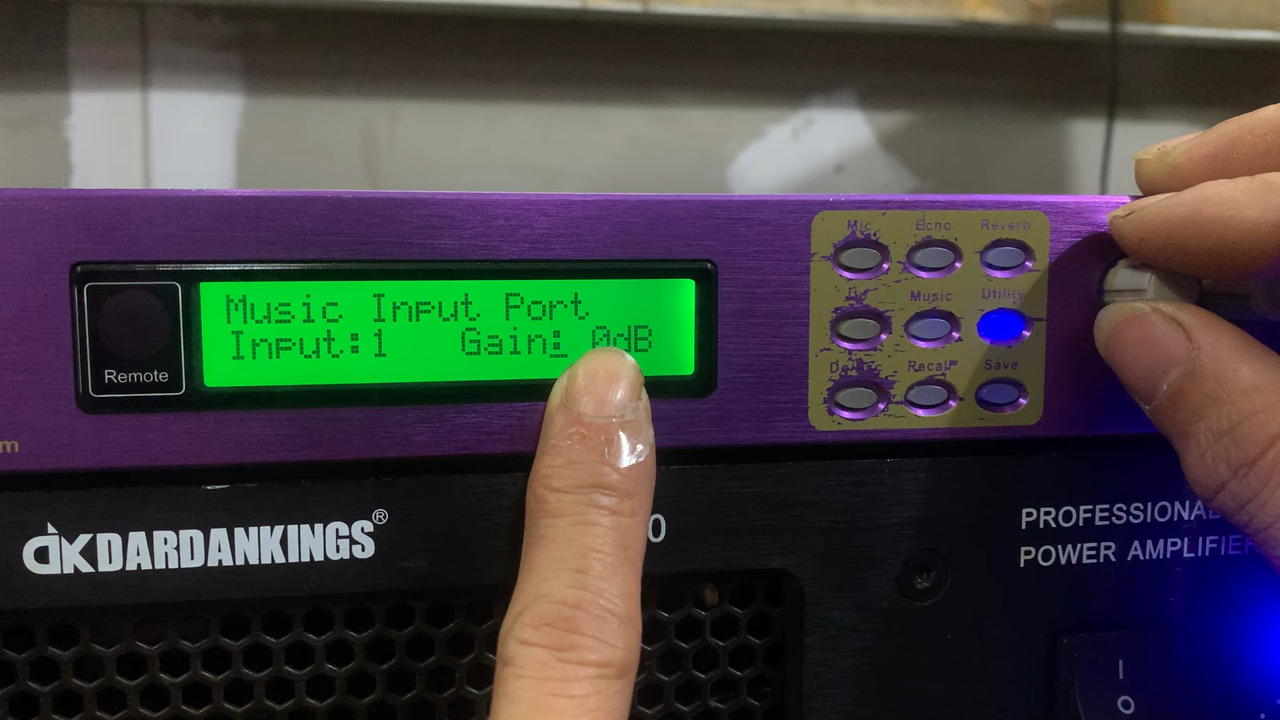 Music Input Port
Input:1 Gain: 0dB
Remote
Mic Echo Reverb
Music Utility
Recall Save
m
DARDANKINGS®
0
PROFESSIONAL
POWER AMPLIFIER
I
O